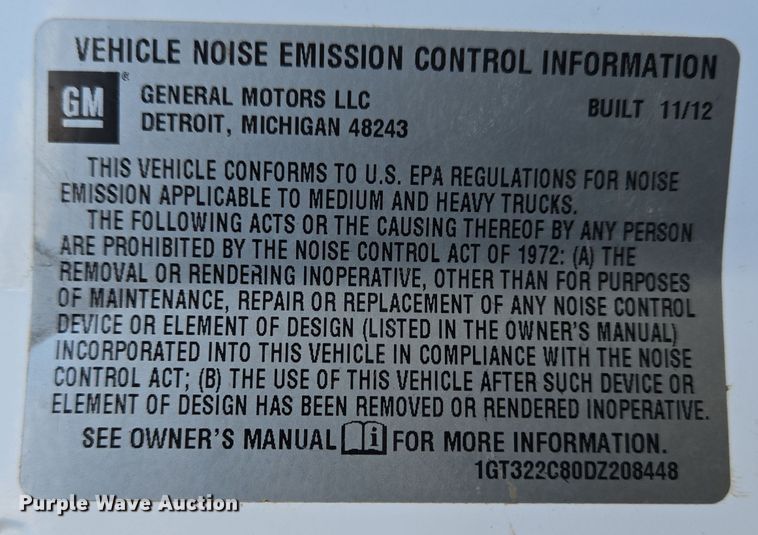 VEHICLE NOISE EMISSION CONTROL INFORMATION
GM ® GENERAL MOTORS LLC BUILT 11/12
DETROIT, MICHIGAN 48243
THIS VEHICLE CONFORMS TO U.S. EPA REGULATIONS FOR NOISE
EMISSION APPLICABLE TO MEDIUM AND HEAVY TRUCKS.
THE FOLLOWING ACTS OR THE CAUSING THEREOF BY ANY PERSON
ARE PROHIBITED BY THE NOISE CONTROL ACT OF 1972: (A) THE
REMOVAL OR RENDERING INOPERATIVE, OTHER THAN FOR PURPOSES
OF MAINTENANCE, REPAIR OR REPLACEMENT OF ANY NOISE CONTROL
DEVICE OR ELEMENT OF DESIGN (LISTED IN THE OWNER'S MANUAL)
INCORPORATED INTO THIS VEHICLE IN COMPLIANCE WITH THE NOISE
CONTROL ACT; (B) THE USE OF THIS VEHICLE AFTER SUCH DEVICE OR
ELEMENT OF DESIGN HAS BEEN REMOVED OR RENDERED INOPERATIVE.
SEE OWNER'S MANUAL i FOR MORE INFORMATION.
1GT322C80DZ208448
Purple Wave Auction